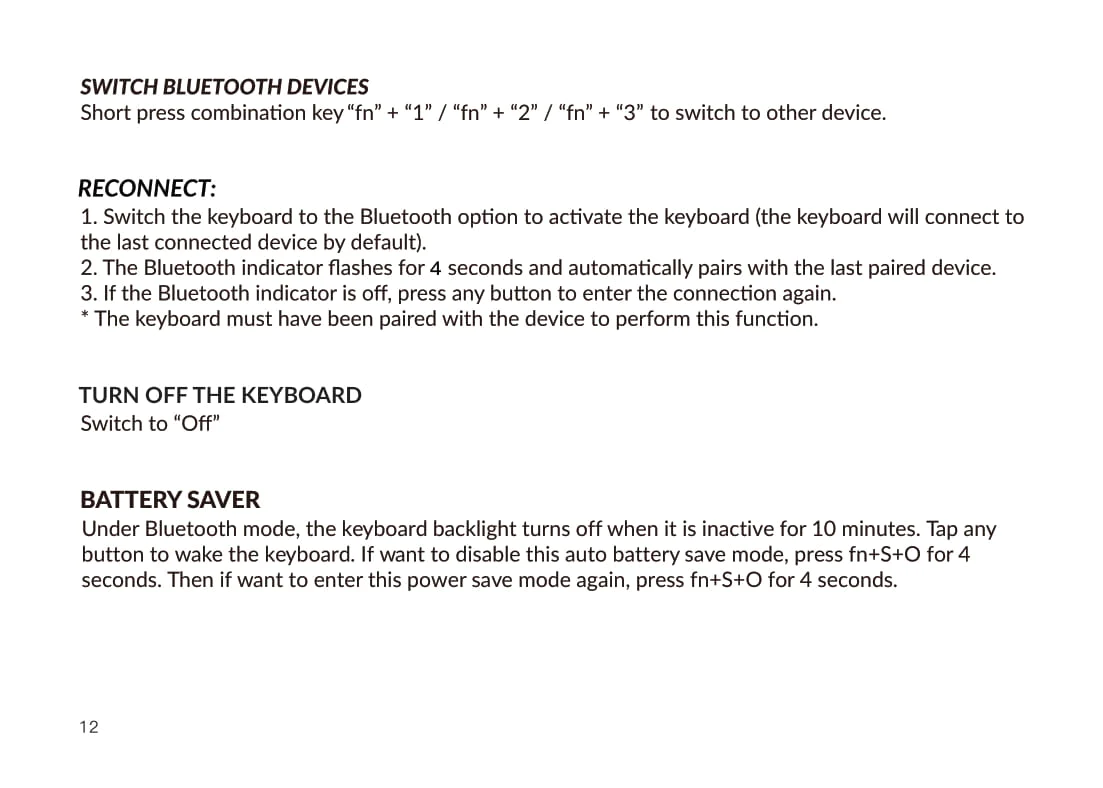 SWITCH BLUETOOTH DEVICES
Short press combination key “fn” + “1” / “fn” + “2” / “fn” + “3” to switch to other device.
RECONNECT:
1. Switch the keyboard to the Bluetooth option to activate the keyboard (the keyboard will connect to
the last connected device by default).
2. The Bluetooth indicator flashes for 4 seconds and automatically pairs with the last paired device.
3. If the Bluetooth indicator is off, press any button to enter the connection again.
* The keyboard must have been paired with the device to perform this function.
TURN OFF THE KEYBOARD
Switch to “Off”
BATTERY SAVER
Under Bluetooth mode, the keyboard backlight turns off when it is inactive for 10 minutes. Tap any
button to wake the keyboard. If want to disable this auto battery save mode, press fn+S+O for 4
seconds. Then if want to enter this power save mode again, press fn+S+O for 4 seconds.
12